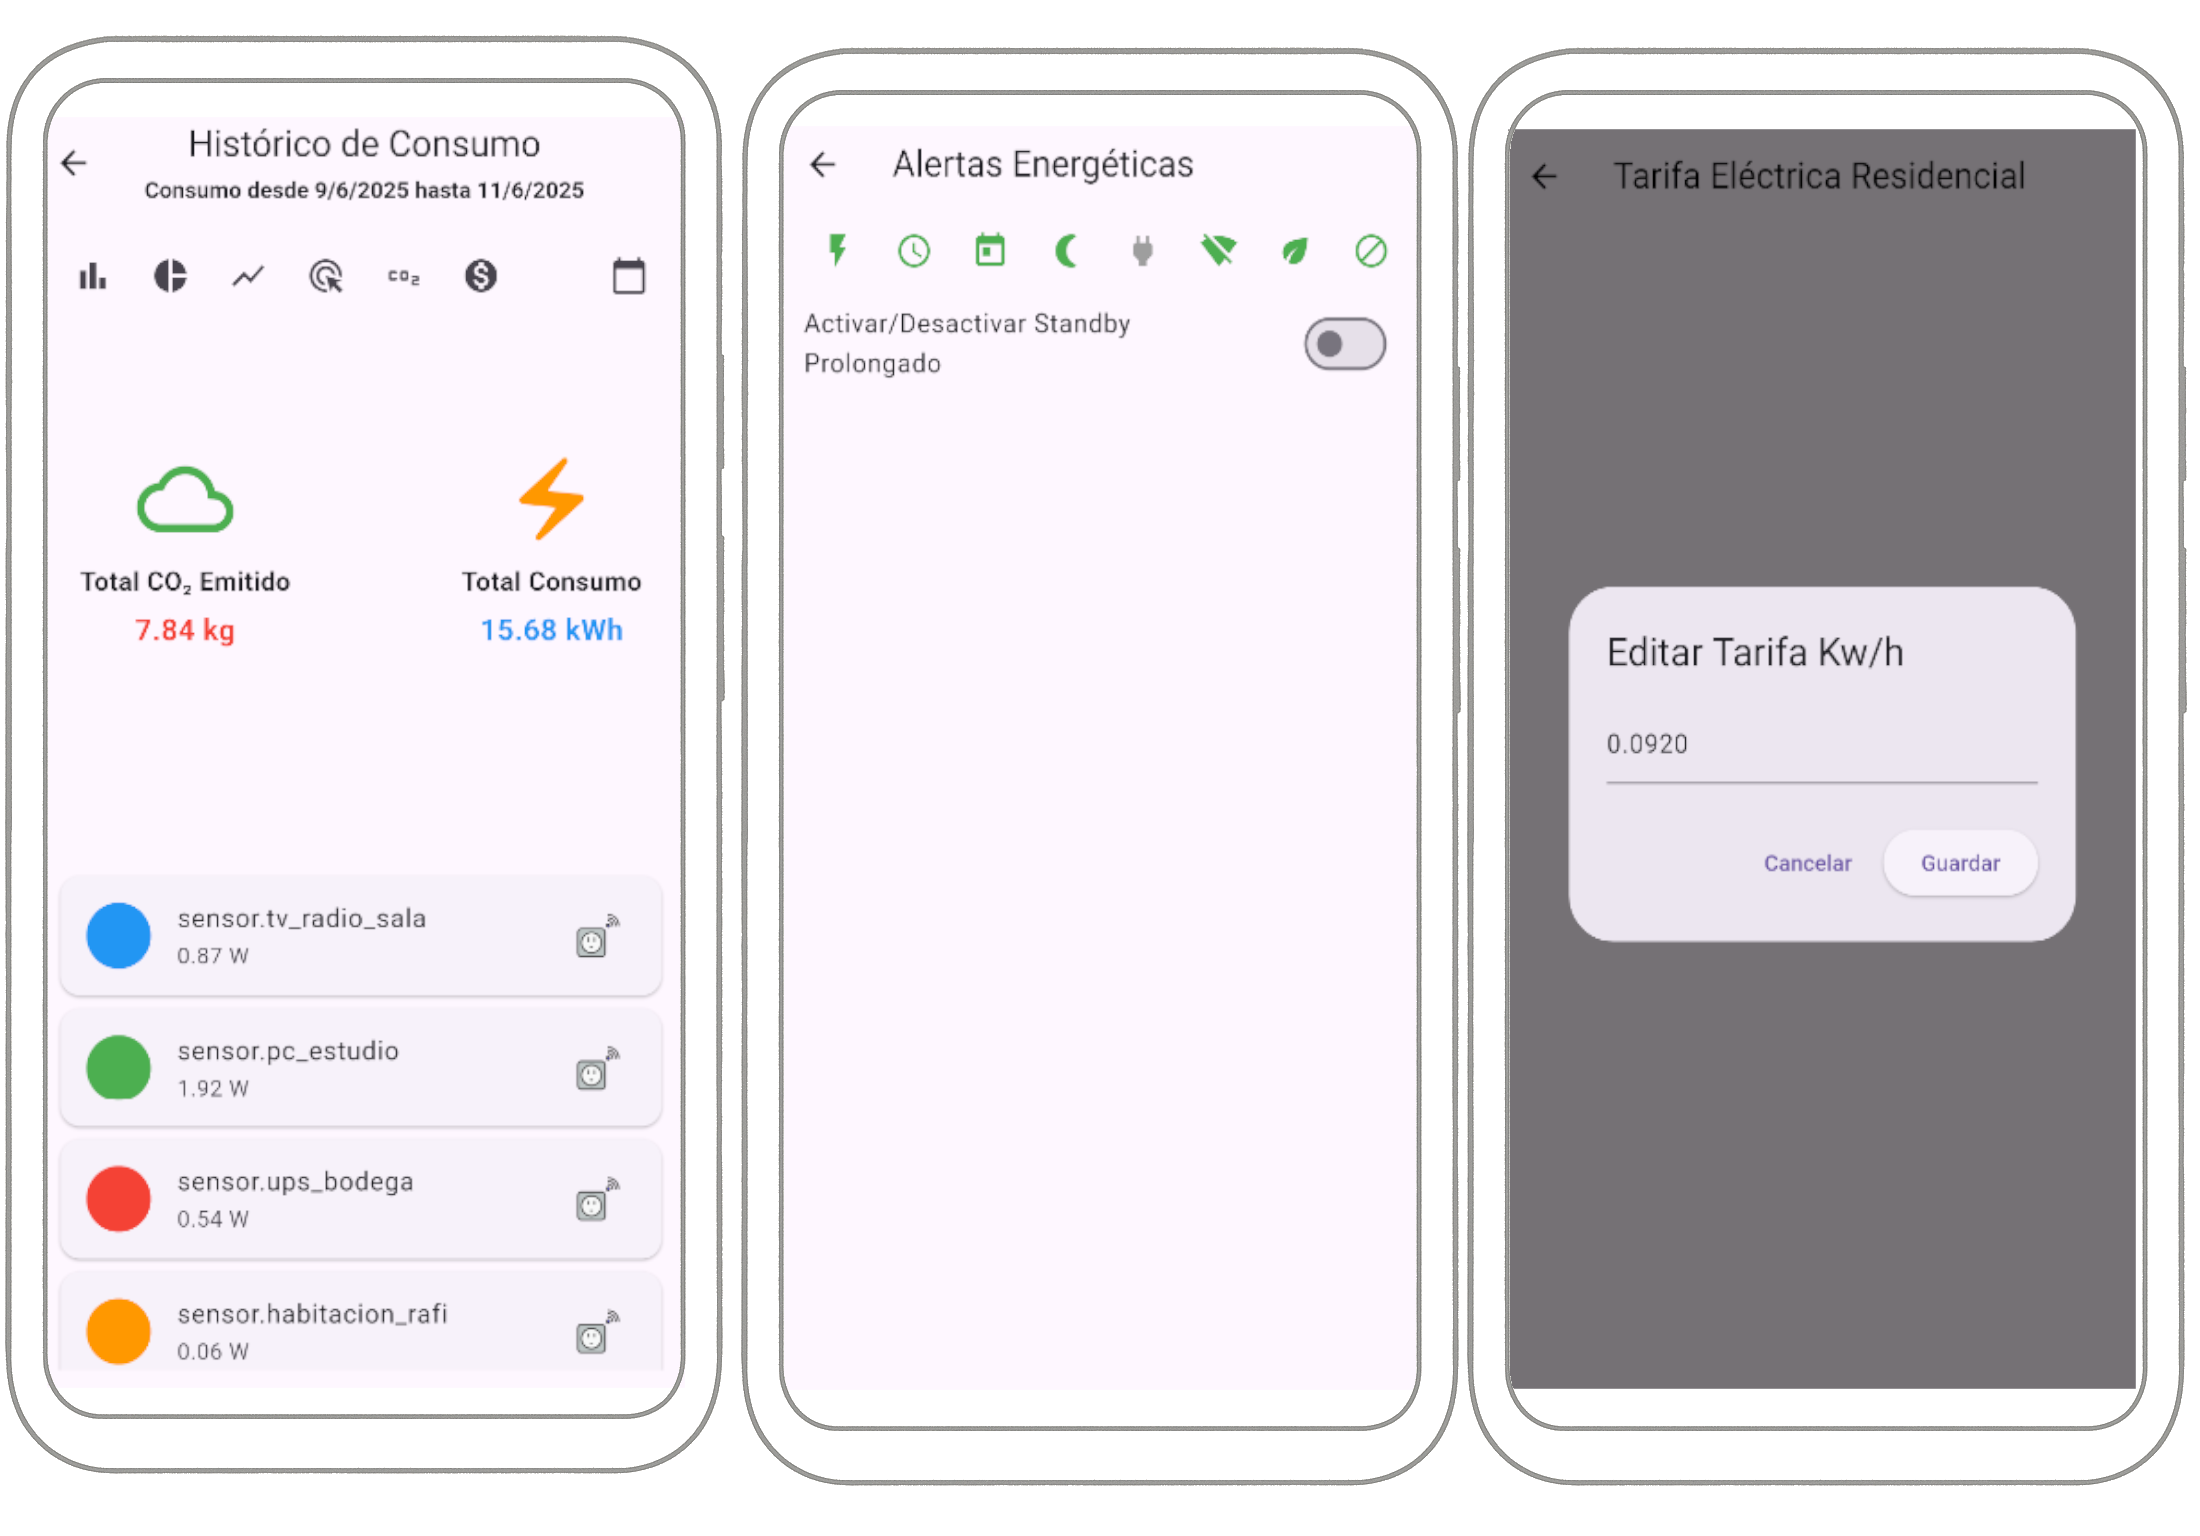 Histórico de Consumo
Consumo desde 9/6/2025 hasta 11/6/2025
co₂
Total CO₂ Emitido
7.84 kg
Total Consumo
15.68 kWh
sensor.tv_radio_sala
0.87 W
sensor.pc_estudio
1.92 W
sensor.ups_bodega
0.54 W
sensor.habitacion_rafi
0.06 W
Alertas Energéticas
Activar/Desactivar Standby
Prolongado
Tarifa Eléctrica Residencial
Editar Tarifa Kw/h
0.0920
Cancelar
Guardar